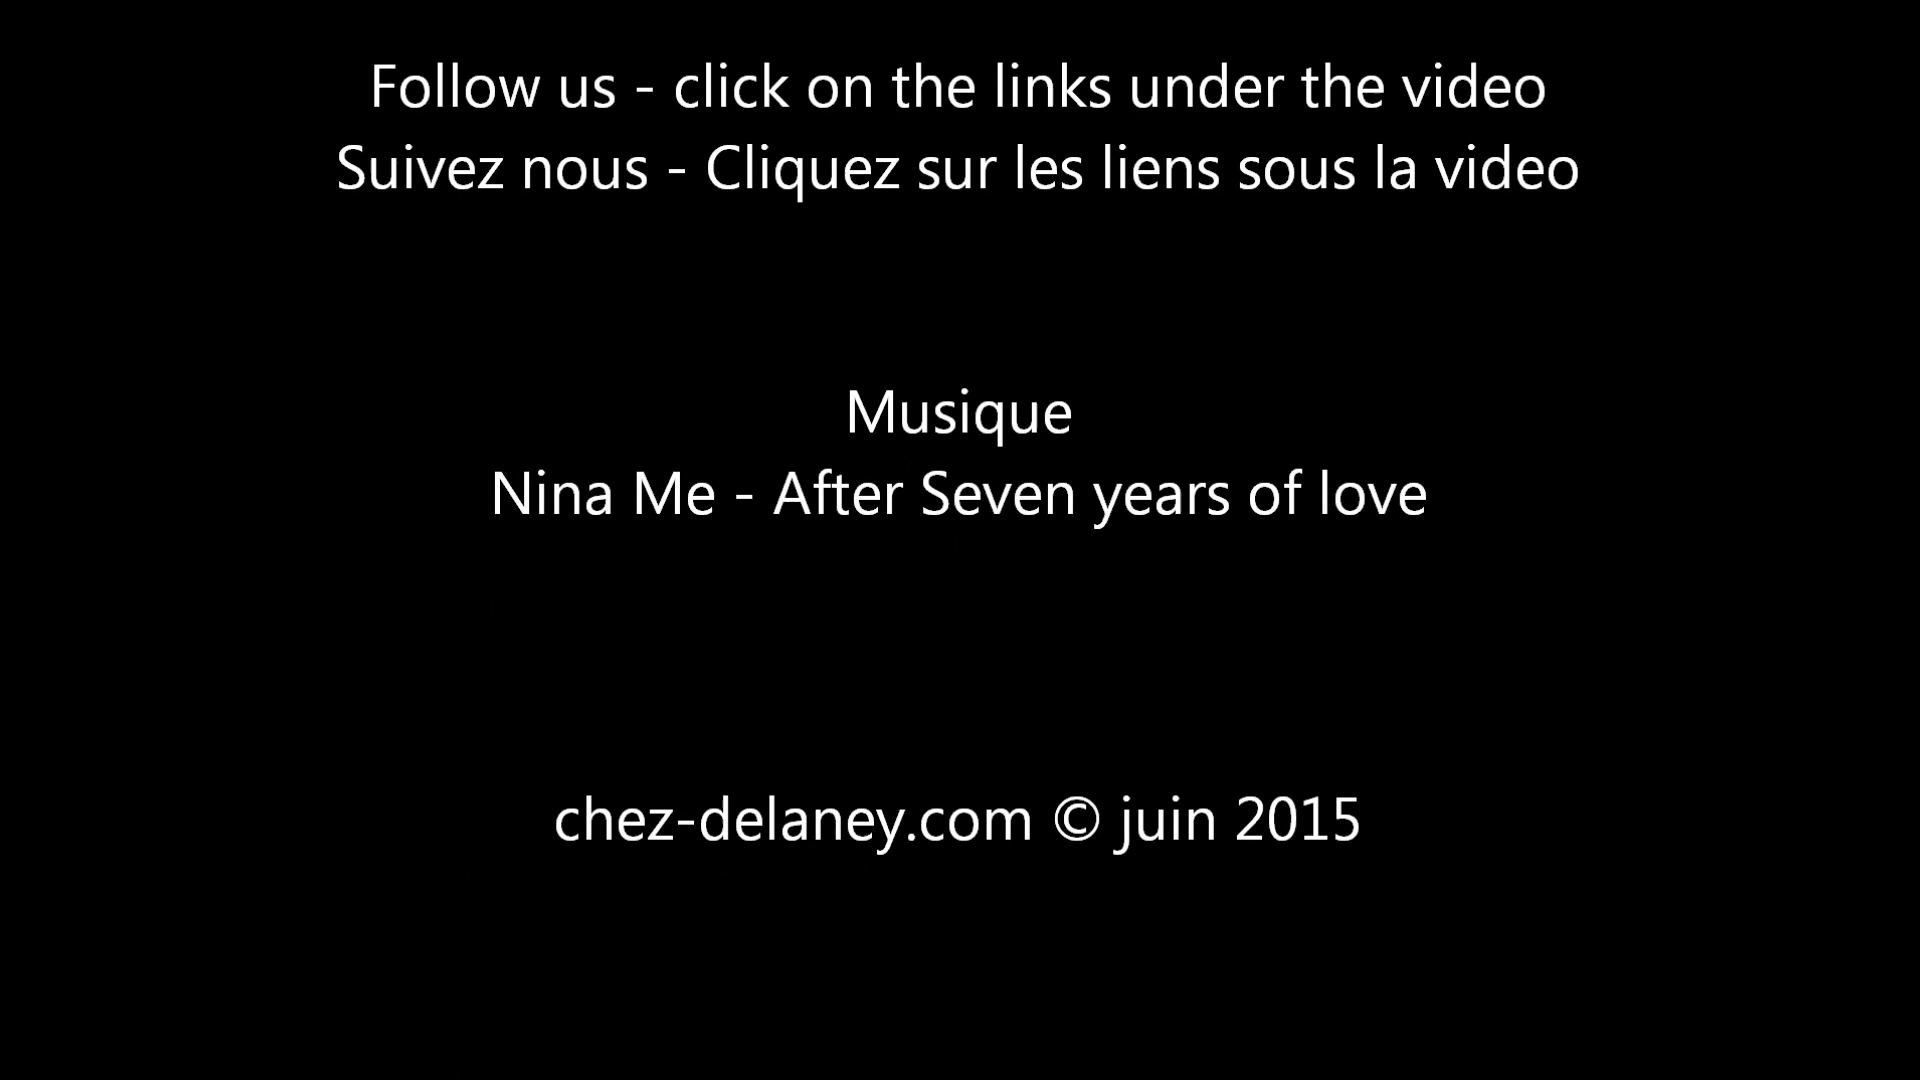 Follow us - click on the links under the video
Suivez nous - Cliquez sur les liens sous la video
Musique
Nina Me - After Seven years of love
chez-delaney.com © juin 2015